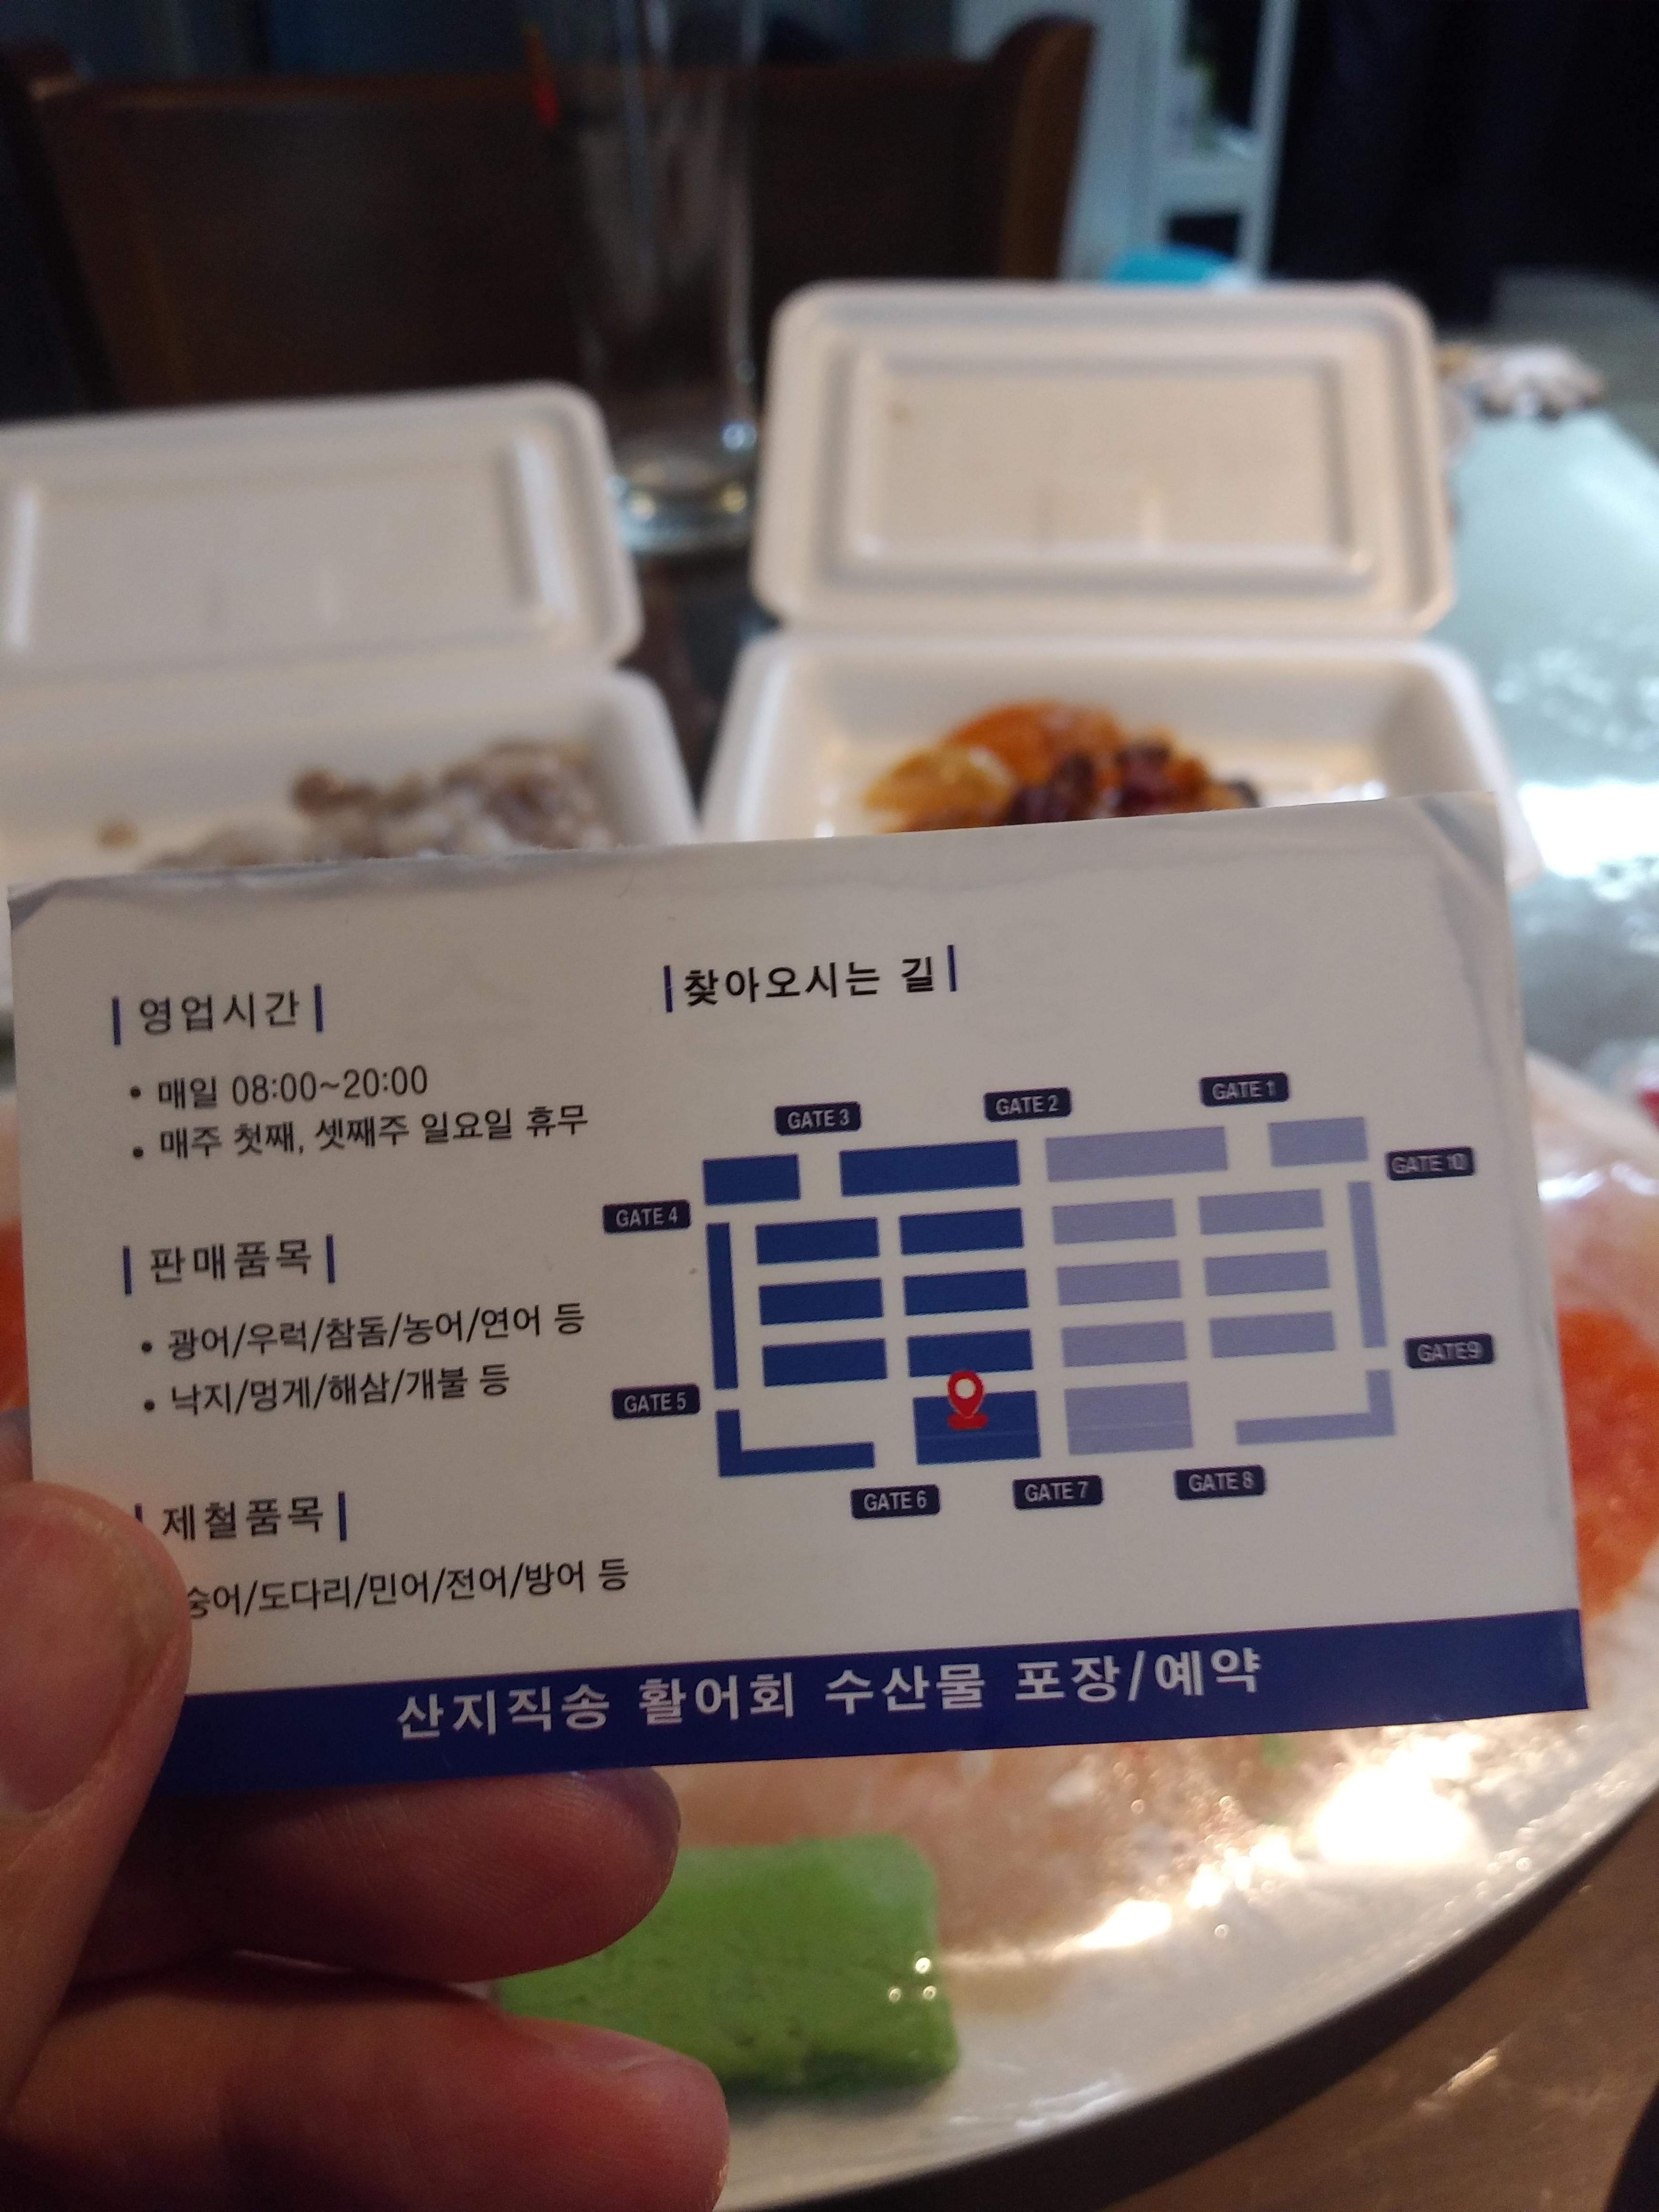 영업시간
매일 08:00~20:00
매주 첫째, 셋째주 일요일 휴무
판매품목
광어/우럭/참돔/농어/연어 등
낙지/멍게/해삼/개불 등
제철품목
숭어/도다리/민어/전어/방어 등
찾아오시는 길
GATE 3
GATE 2
GATE 1
GATE 10
GATE 4
GATE9
GATE 5
GATE 6
GATE 7
GATE 8
산지직송 활어회 수산물 포장/예약